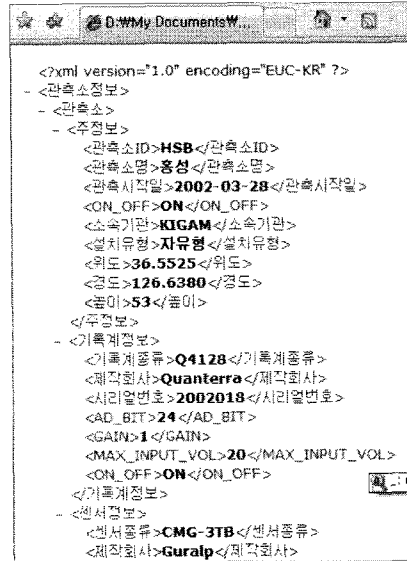 D:₩My Documents₩...
<?xml version="1.0" encoding="EUC-KR" ?>
- <관측소정보>
- <관측소>
- <주정보>
<관측소ID>HSB</관측소ID>
<관측소명>홍성</관측소명>
<관측시작일>2002-03-28</관측시작일>
<ON_OFF>ON</ON_OFF>
<소속기관>KIGAM</소속기관>
<설치유형>자유형</설치유형>
<위도>36.5525</위도>
<경도>126.6380</경도>
<높이>53</높이>
</주정보>
- <기록계정보>
<기록계종류>Q4128</기록계종류>
<제작회사>Quanterra</제작회사>
<시리얼번호>2002018</시리얼번호>
<AD_BIT>24</AD_BIT>
<GAIN>1</GAIN>
<MAX_INPUT_VOL>20</MAX_INPUT_VOL>
<ON_OFF>ON</ON_OFF>
</기록계정보>
- <센서정보>
<센서종류>CMG-3TB</센서종류>
<제작회사>Guralp</제작회사>